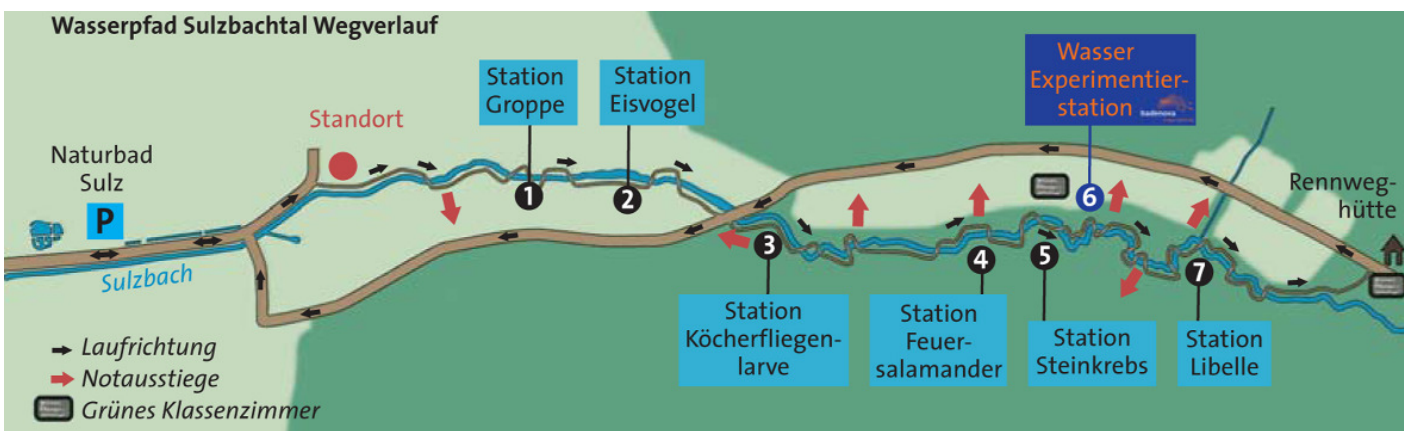 Wasserpfad Sulzbachtal Wegverlauf
Station
Groppe
Station
Eisvogel
Wasser
Experimentier-
station
badenova
Standort
Naturbad
Sulz
P
Sulzbach
1
2
3
4
5
6
7
Rennweg-
hütte
Station
Köcherfliegen-
larve
Station
Feuer-
salamander
Station
Steinkrebs
Station
Libelle
Laufrichtung
Notausstiege
Grünes Klassenzimmer